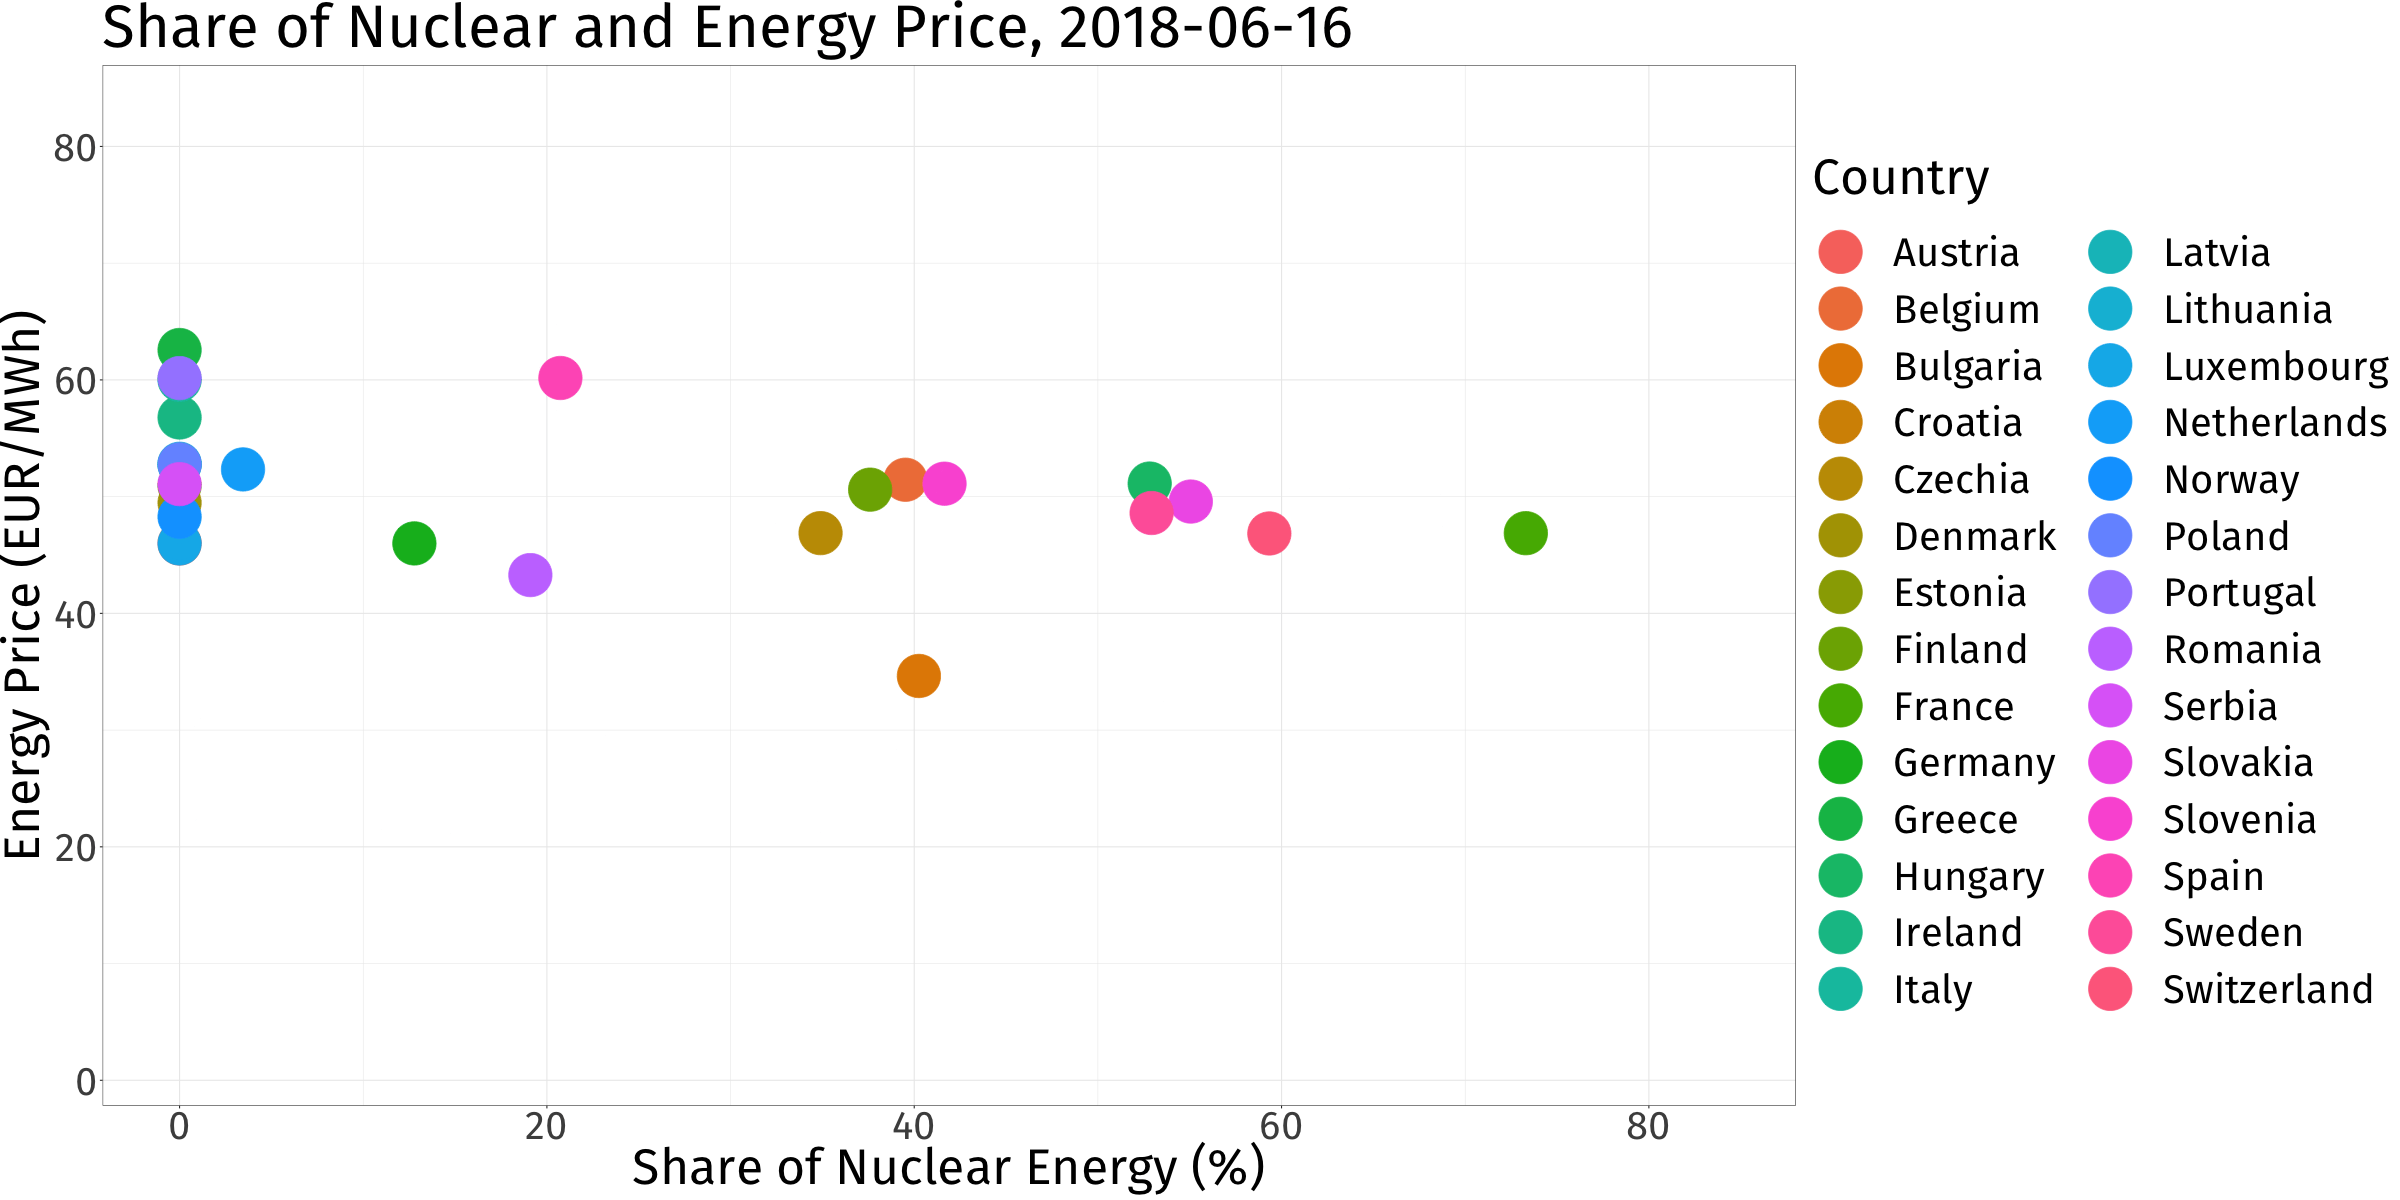 Share of Nuclear and Energy Price, 2018-06-16
Energy Price (EUR/MWh)
80
60
40
20
0
0 20 40 60 80
Share of Nuclear Energy (%)
Country
Austria
Belgium
Bulgaria
Croatia
Czechia
Denmark
Estonia
Finland
France
Germany
Greece
Hungary
Ireland
Italy
Latvia
Lithuania
Luxembourg
Netherlands
Norway
Poland
Portugal
Romania
Serbia
Slovakia
Slovenia
Spain
Sweden
Switzerland